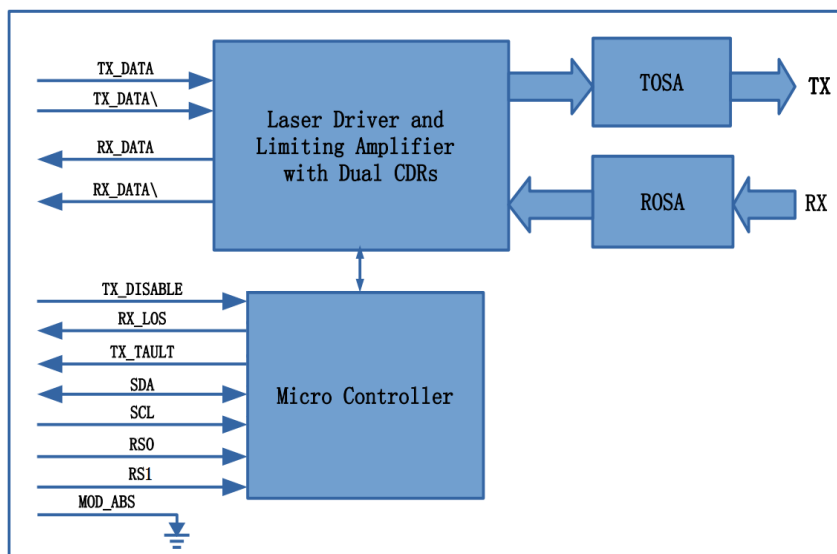 TX_DATA
TX_DATA\
RX_DATA
RX_DATA\
Laser Driver and
Limiting Amplifier
with Dual CDRs
TOSA
TX
ROSA
RX
TX_DISABLE
RX_LOS
TX_TAULT
SDA
SCL
RS0
RS1
MOD_ABS
Micro Controller